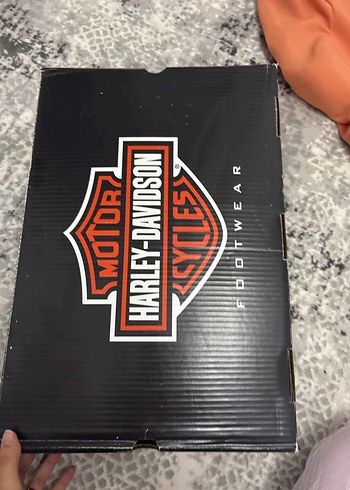 MOTOR
HARLEY-DAVIDSON
®
CYCLES
FOOTWEAR